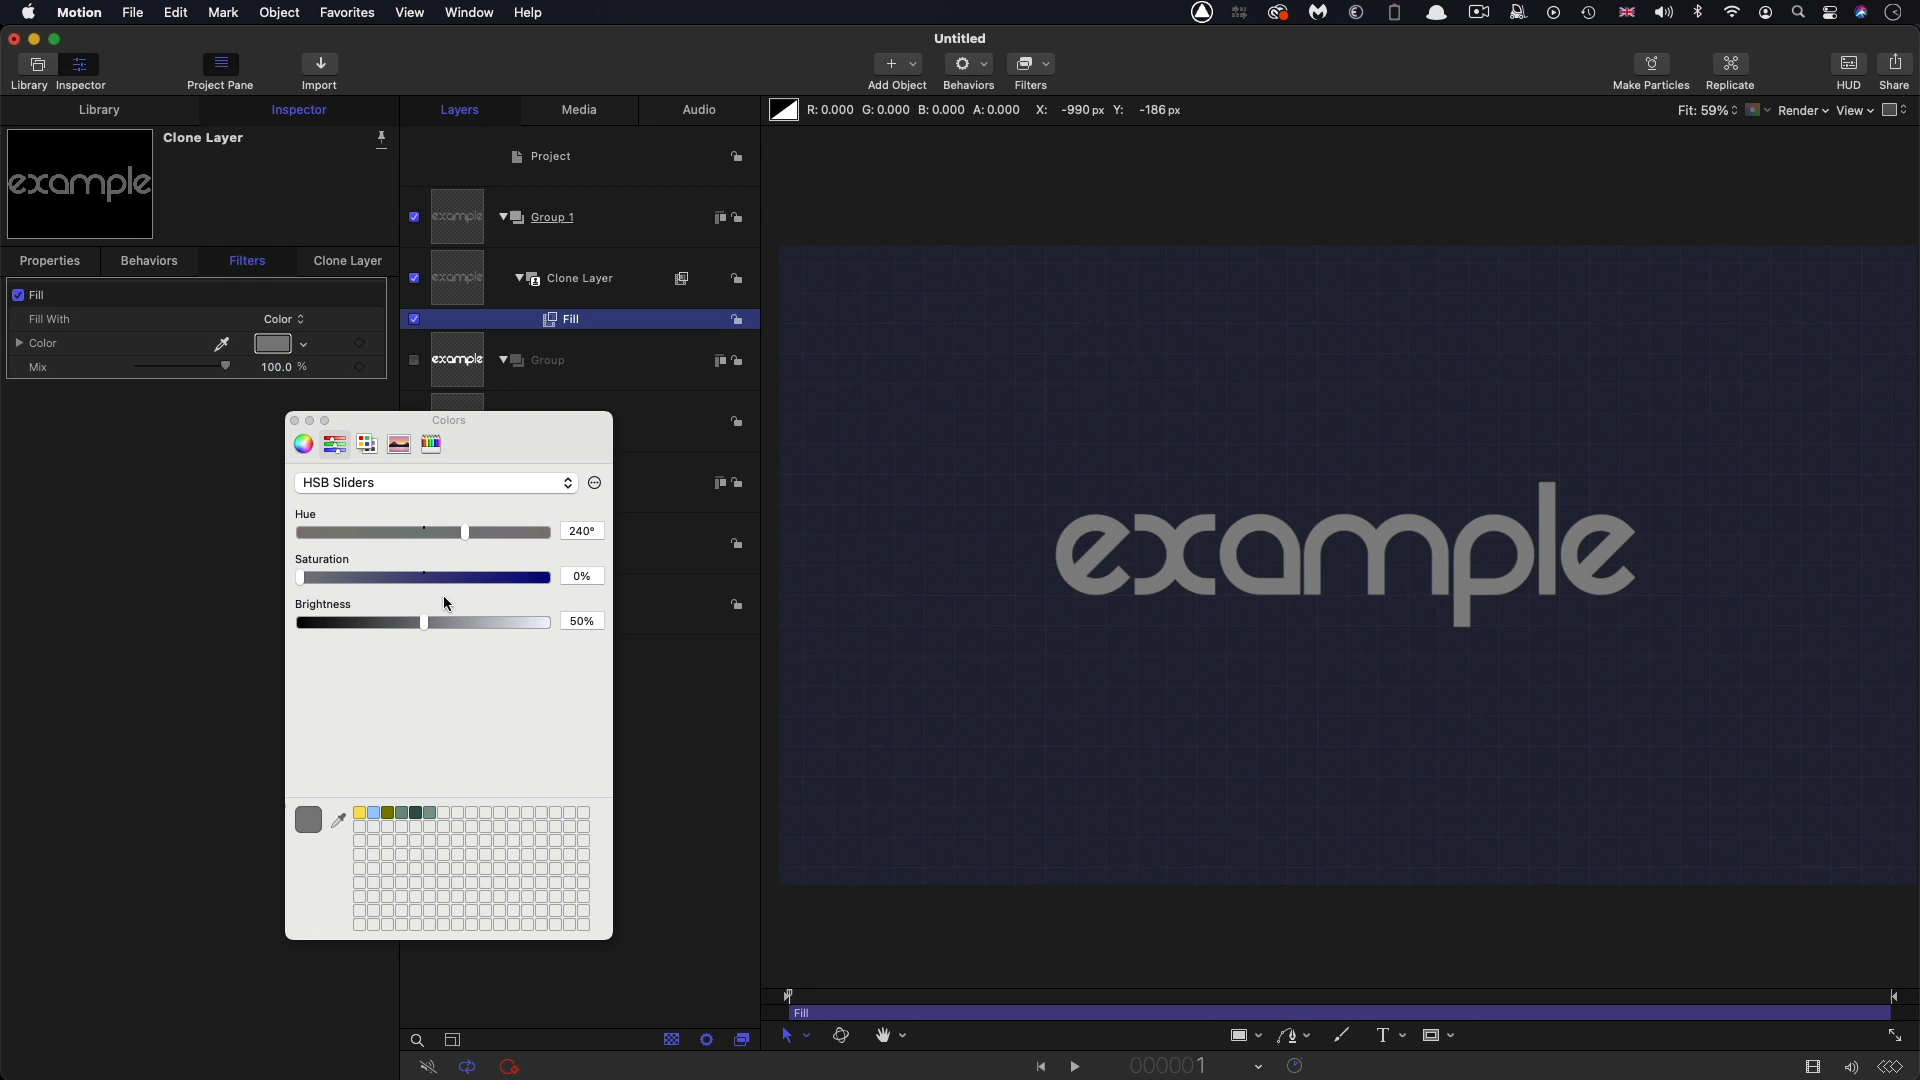 Motion File Edit Mark Object Favorites View Window Help
Untitled
Library Inspector Project Pane Import Add Object Behaviors Filters Make Particles Replicate HUD Share
Library Inspector Layers Media Audio R: 0.000 G: 0.000 B: 0.000 A: 0.000 X: -990 px Y: -186 px Fit: 59% Render View
Clone Layer
example
Project
example Group 1
Properties Behaviors Filters Clone Layer
example Clone Layer
Fill
Fill With Color
Fill
Color
example Group
Mix 100.0 %
Colors
HSB Sliders
Hue
240°
Saturation
0%
Brightness
50%
example
Fill
T
000001